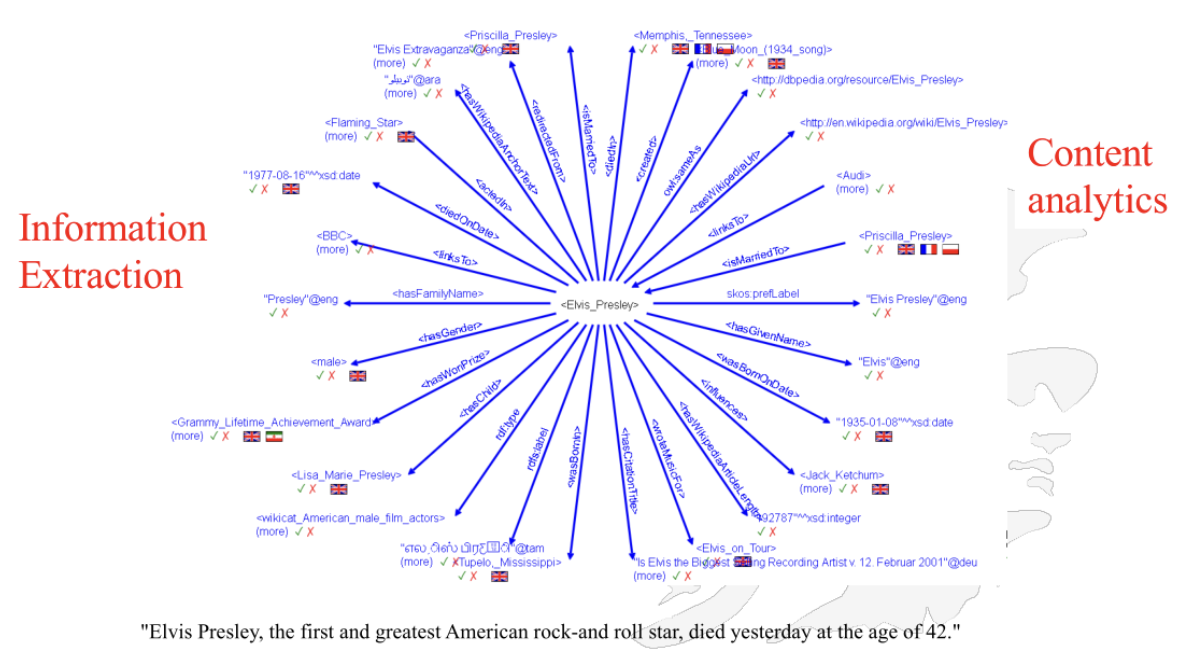 <Priscilla_Presley>
<Memphis,_Tennessee>
"Elvis Extravaganza"@eng
Moon_(1934_song)>
(more) ✓ ✗
(more) ✓ ✗
✓ ✗
@ara
(more) ✓ ✗
<http://dbpedia.org/resource/Elvis_Presley>
✓ ✗
<Flaming_Star>
(more) ✓ ✗
<http://en.wikipedia.org/wiki/Elvis_Presley>
✓ ✗
Content
analytics
"1977-08-16"^^xsd:date
✓ ✗
<Audi>
(more) ✓ ✗
Information
Extraction
<BBC>
(more) ✓ ✗
<Priscilla_Presley>
✓ ✗
"Presley"@eng
✓ ✗
<Elvis_Presley>
"Elvis Presley"@eng
✓ ✗
<male>
✓ ✗
"Elvis"@eng
✓ ✗
<Grammy_Lifetime_Achievement_Award>
(more) ✓ ✗
"1935-01-08"^^xsd:date
✓ ✗
<Lisa_Marie_Presley>
✓ ✗
<Jack_Ketchum>
(more) ✓ ✗
<wikicat_American_male_film_actors>
(more) ✓ ✗
92787"^^xsd:integer
✓ ✗
@tam
(more) ✓ ✗
<Tupelo,_Mississippi>
✓ ✗
<Elvis_on_Tour>
"Is Elvis the Biggest Selling Recording Artist v. 12. Februar 2001"@deu
(more) ✓ ✗
<hasWikipediaAnchorText>
<redirectedFrom>
<isMarriedTo>
<diedIn>
<created>
owl:sameAs
<hasWikipediaUrl>
<linksTo>
<isMarriedTo>
skos:prefLabel
<hasGivenName>
<wasBornOnDate>
<influences>
<hasWikipediaArticleLength>
<wroteMusicFor>
<hasCitationTitle>
<wasBornIn>
rdfs:label
rdf:type
<hasChild>
<hasWonPrize>
<hasGender>
<hasFamilyName>
<linksTo>
<diedOnDate>
<actedIn>
"Elvis Presley, the first and greatest American rock-and roll star, died yesterday at the age of 42."